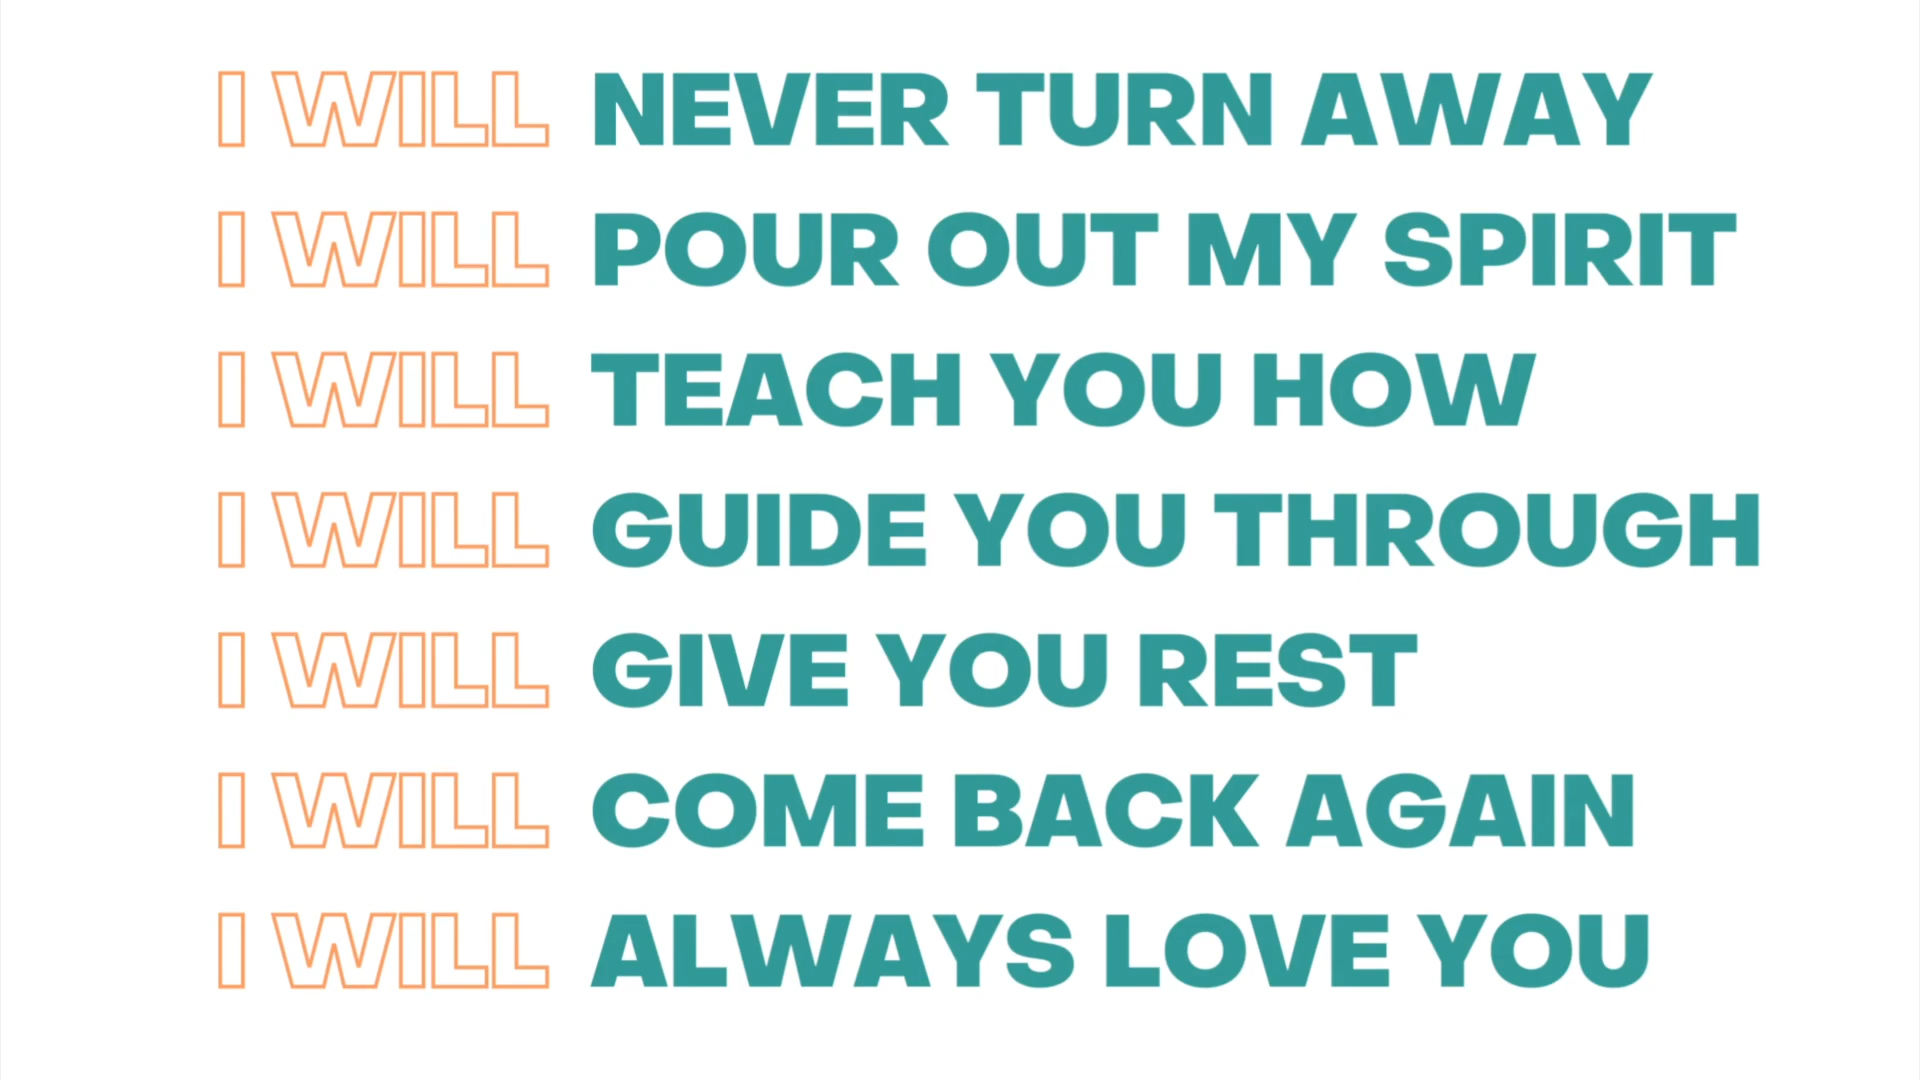 I WILL NEVER TURN AWAY
I WILL POUR OUT MY SPIRIT
I WILL TEACH YOU HOW
I WILL GUIDE YOU THROUGH
I WILL GIVE YOU REST
I WILL COME BACK AGAIN
I WILL ALWAYS LOVE YOU